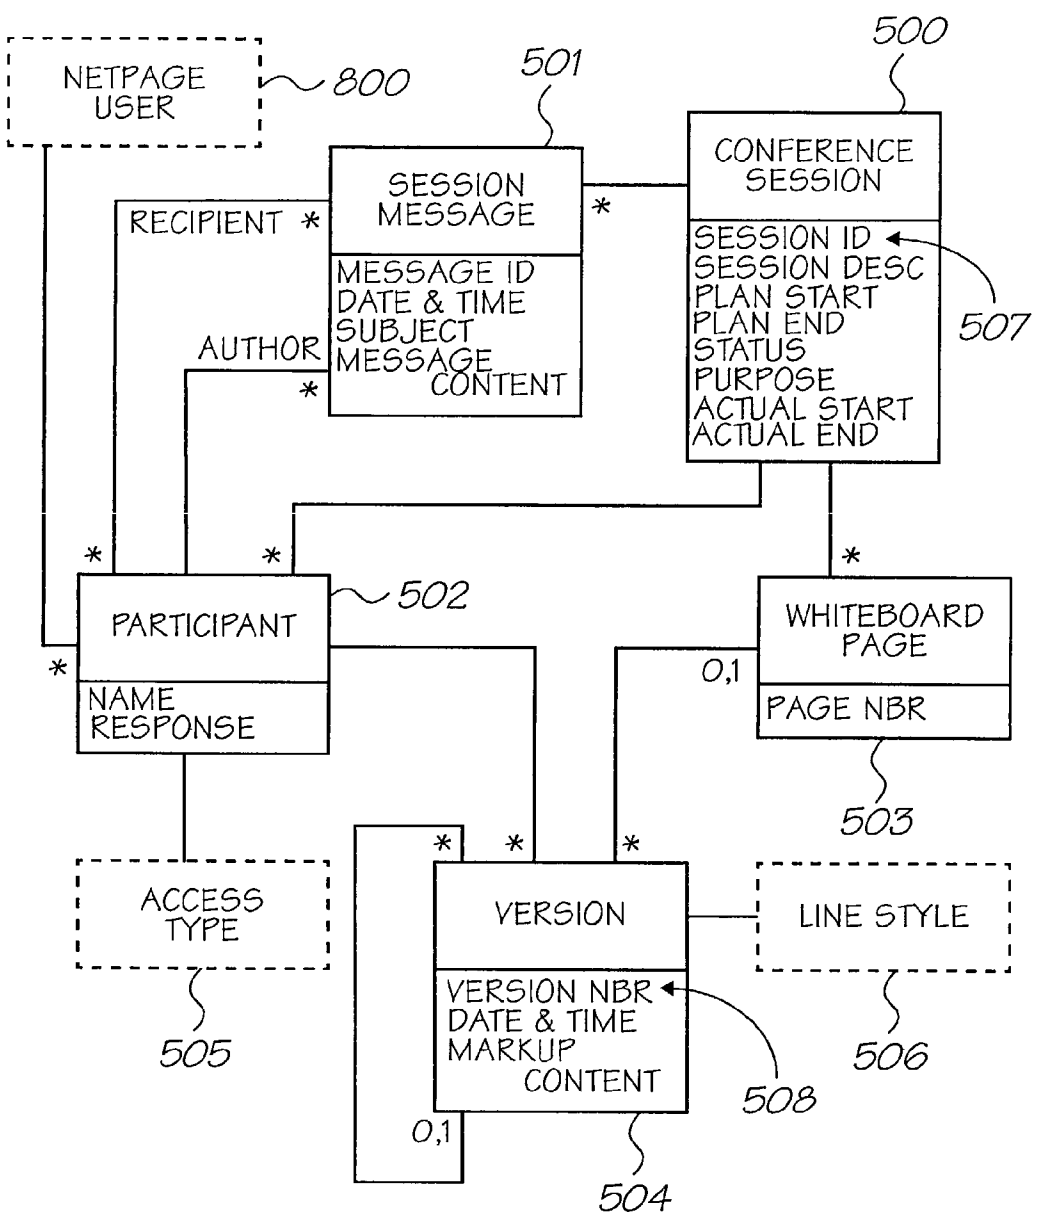 500
501
NETPAGE
USER
800
CONFERENCE
SESSION
SESSION
MESSAGE
*
RECIPIENT *
SESSION ID
SESSION DESC
PLAN START
PLAN END
STATUS
PURPOSE
ACTUAL START
ACTUAL END
507
MESSAGE ID
DATE & TIME
SUBJECT
MESSAGE
CONTENT
AUTHOR
*
*
*
*
502
PARTICIPANT
*
NAME
RESPONSE
WHITEBOARD
PAGE
0,1
PAGE NBR
503
*
*
*
ACCESS
TYPE
505
VERSION
LINE STYLE
506
VERSION NBR
DATE & TIME
MARKUP
CONTENT
508
0,1
504